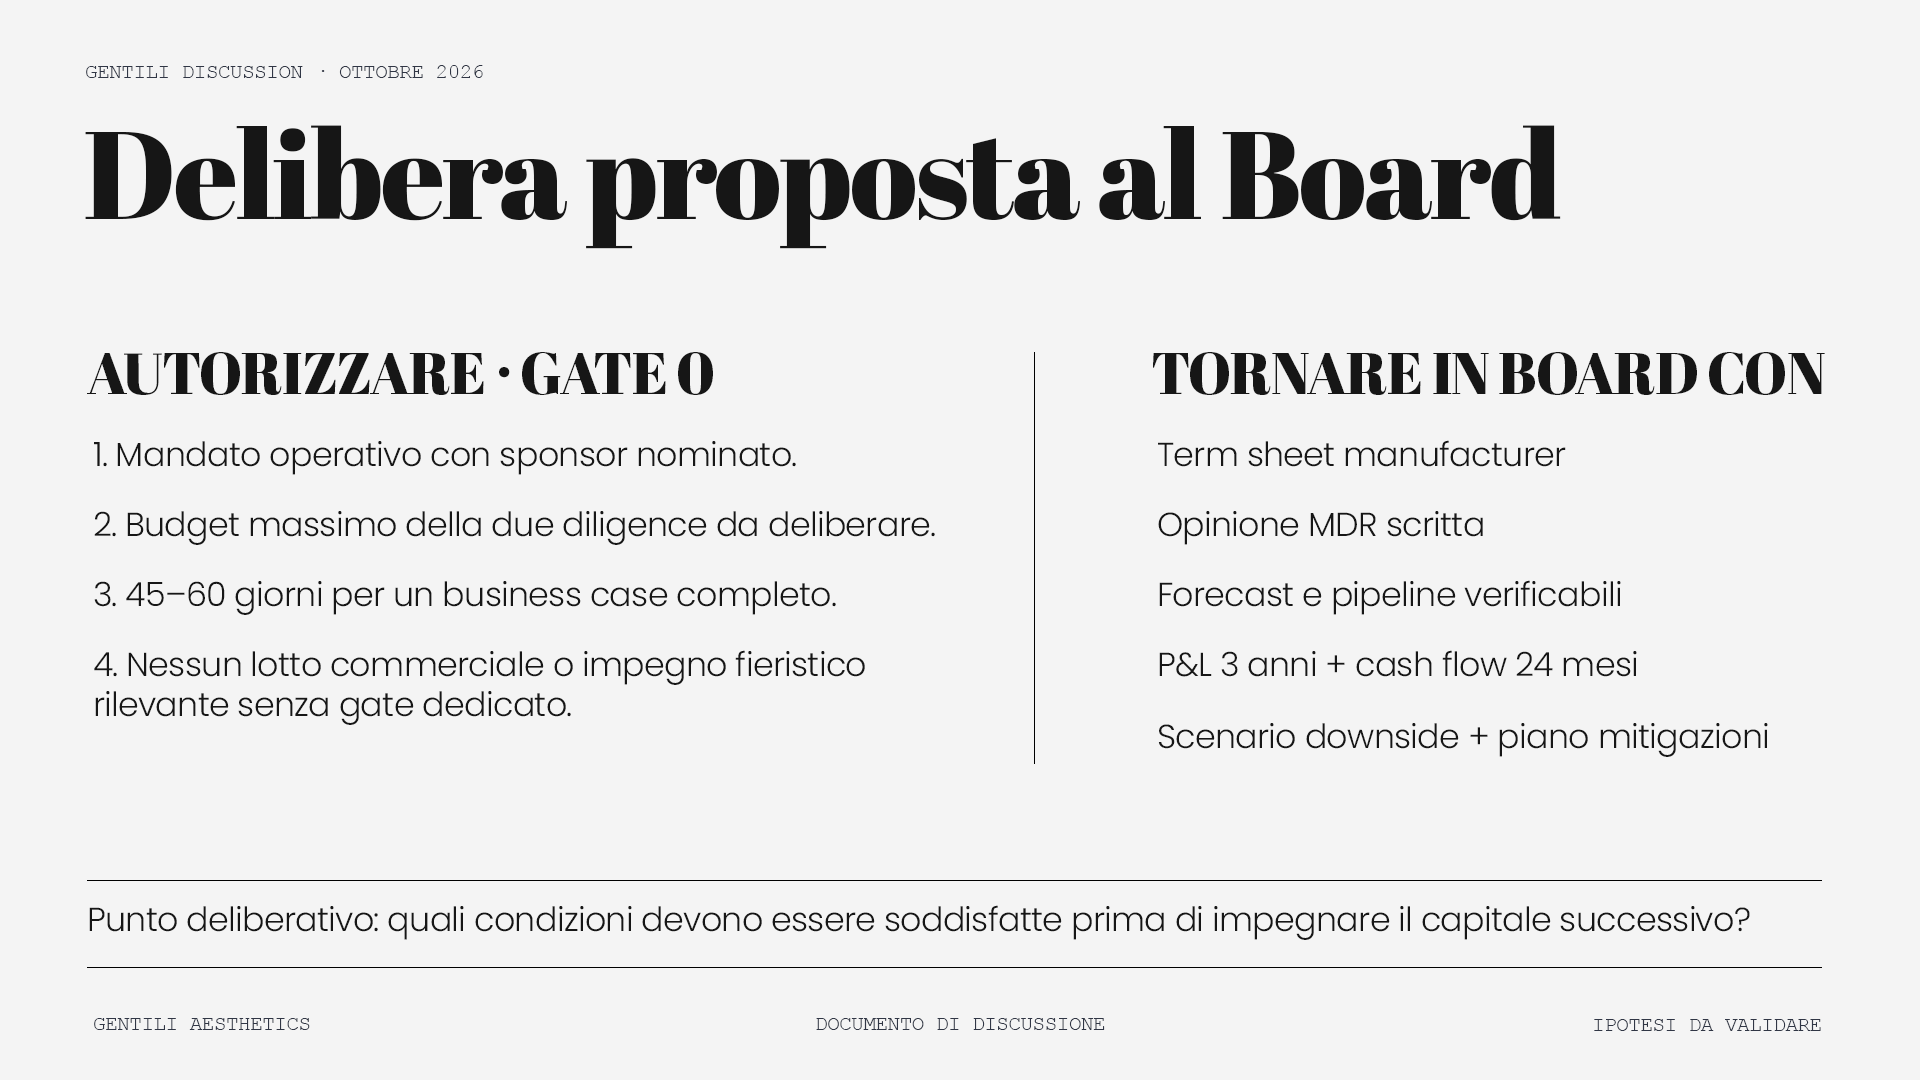 GENTILI DISCUSSION · OTTOBRE 2026
Delibera proposta al Board
AUTORIZZARE · GATE 0
1. Mandato operativo con sponsor nominato.
2. Budget massimo della due diligence da deliberare.
3. 45–60 giorni per un business case completo.
4. Nessun lotto commerciale o impegno fieristico
rilevante senza gate dedicato.
TORNARE IN BOARD CON
Term sheet manufacturer
Opinione MDR scritta
Forecast e pipeline verificabili
P&L 3 anni + cash flow 24 mesi
Scenario downside + piano mitigazioni
Punto deliberativo: quali condizioni devono essere soddisfatte prima di impegnare il capitale successivo?
GENTILI AESTHETICS
DOCUMENTO DI DISCUSSIONE
IPOTESI DA VALIDARE